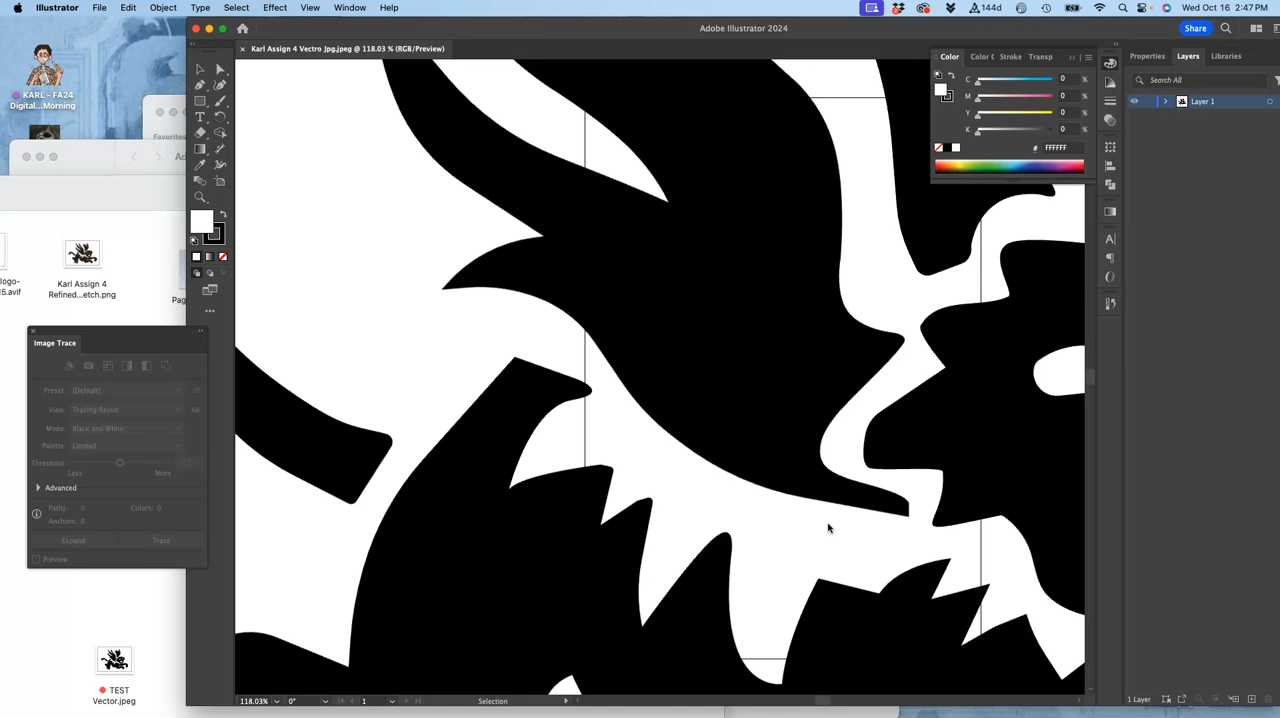 Illustrator File Edit Object Type Select Effect View Window Help 144d Wed Oct 16 2:47 PM
Adobe Illustrator 2024 Share
Karl Assign 4 Vectro Jpg.jpeg @ 118.03 % (RGB/Preview)
Color Color G Stroke Transp
Properties Layers Libraries
C 0 %
M 0 %
Y 0 %
K 0 %
# FFFFFF
Search All
Layer 1
KARL - FA24
Digital...Morning
Favorites
Karl Assign 4
Refined...etch.png
Image Trace
Preset: [Default]
View: Tracing Result
Mode: Black and White
Palette: Limited
Threshold:
Less More
Advanced
Paths: 0 Colors: 0
Anchors: 0
Expand Trace
Preview
TEST
Vector.jpeg
118.03% 0° 1 Selection
1 Layer